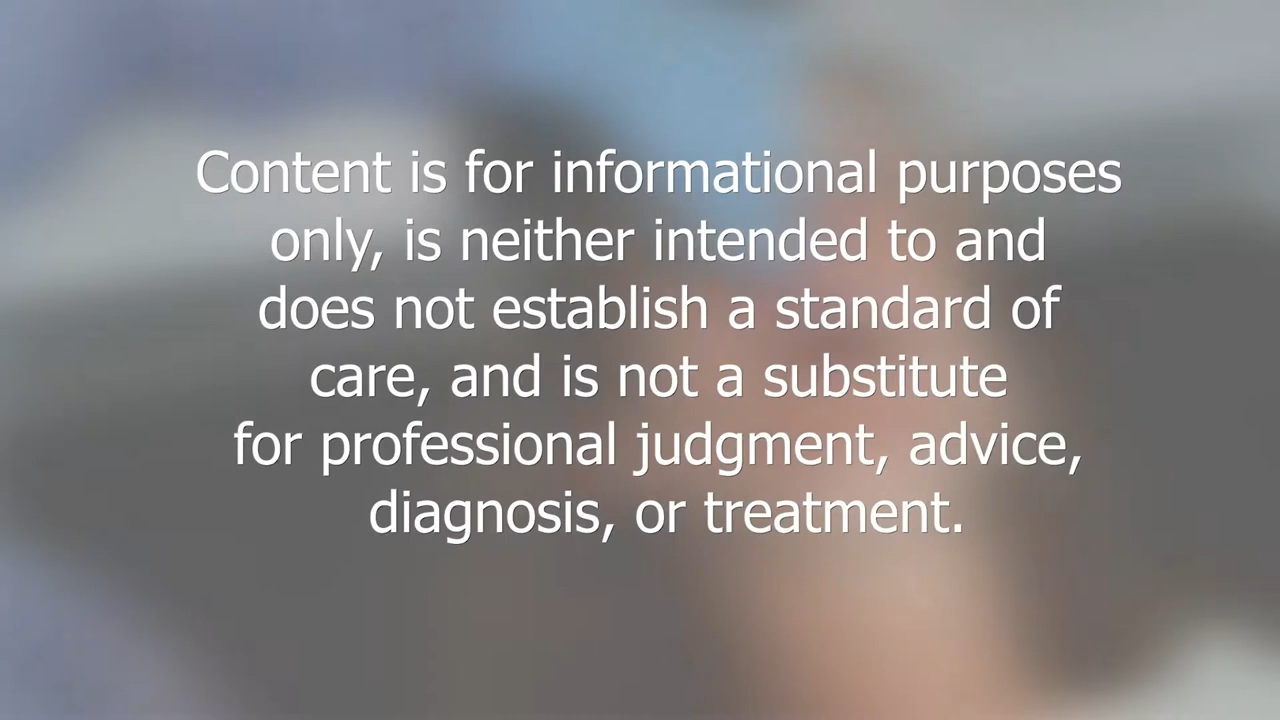 Content is for informational purposes
only, is neither intended to and
does not establish a standard of
care, and is not a substitute
for professional judgment, advice,
diagnosis, or treatment.